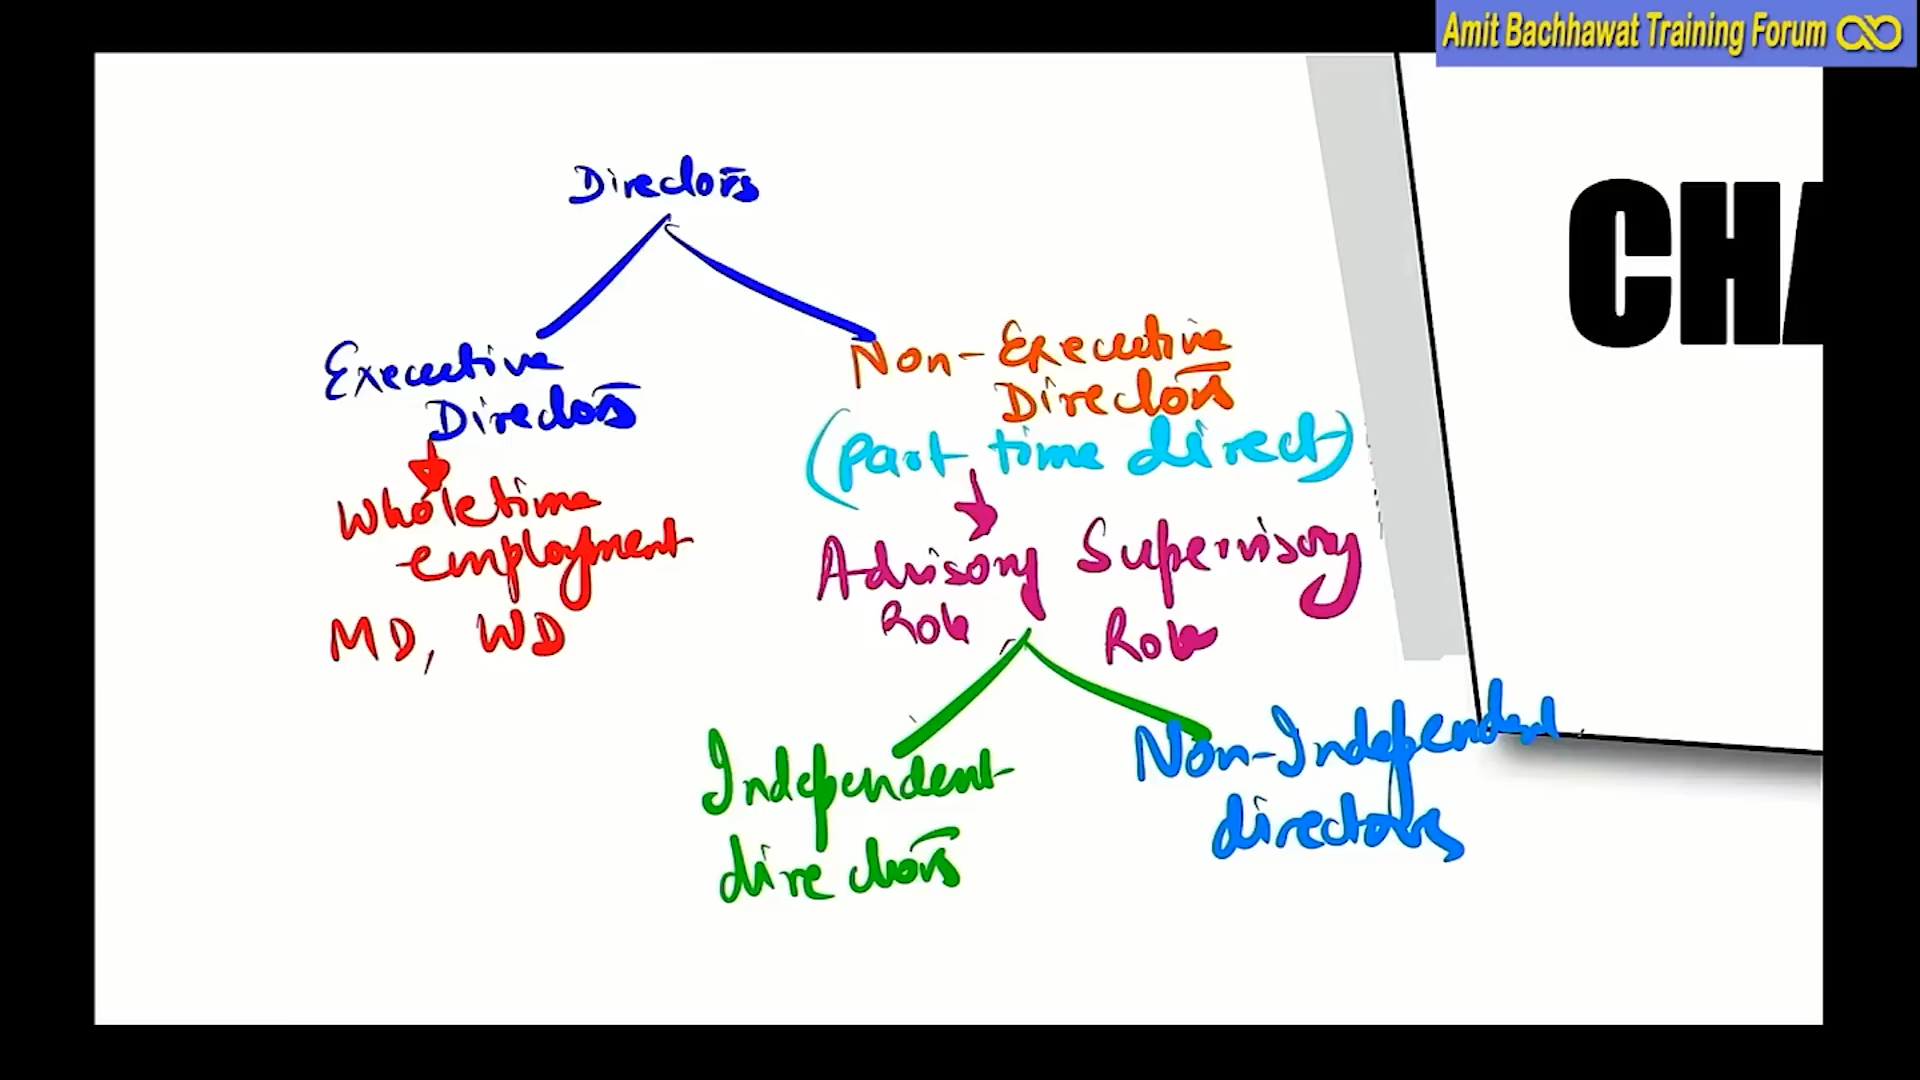 Amit Bachhawat Training Forum
CHA
Directors
Executive
Directors
Wholetime
employment
MD, WD
Non-Executive
Directors
(part time direct)
Advisory Supervisory
Role Role
Independent
directors
Non-Independent
directors